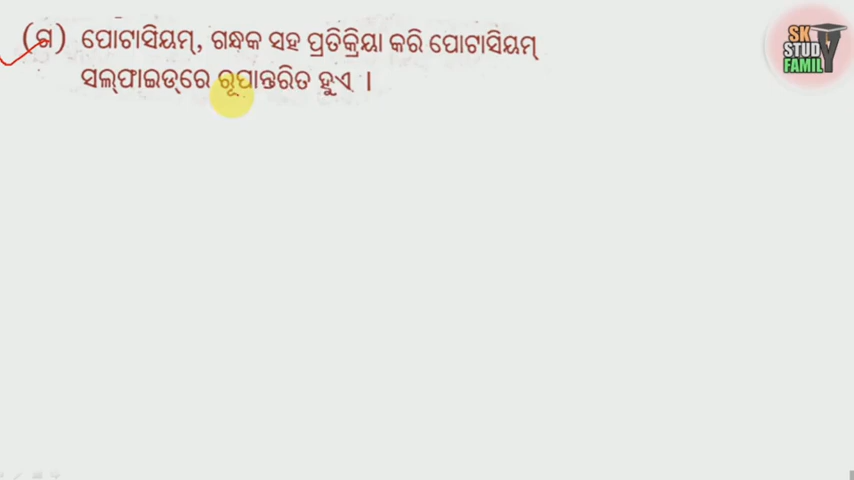 (ଗ) ପୋଟାସିୟମ୍, ଗନ୍ଧକ ସହ ପ୍ରତିକ୍ରିୟା କରି ପୋଟାସିୟମ୍
ସଲ୍‌ଫାଇଡ୍‌ରେ ରୂପାନ୍ତରିତ ହୁଏ ।
SK
STUDY
FAMILY